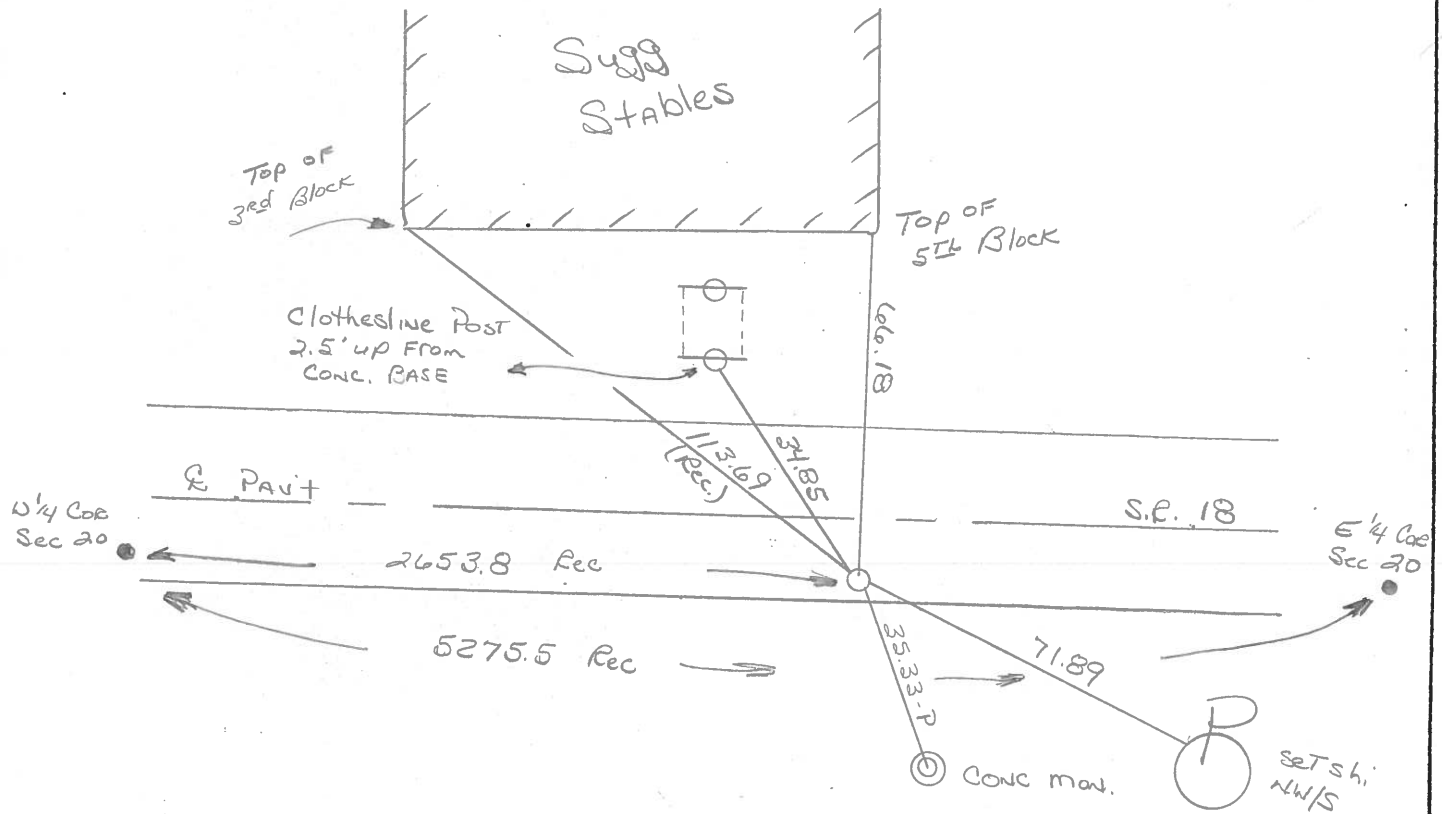 Sugg
Stables
Top of
3rd Block
Top of
5th Block
Clothesline Post
2.5' up From
Conc. Base
66.18
113.69
(Rec.)
34.85
℄ Pav't
S.R. 18
W 1/4 Cor
Sec 20
E 1/4 Cor
Sec 20
2653.8 Rec
5275.5 Rec
35.33-P
71.89
P
Conc mon.
Set sh.
NW/S